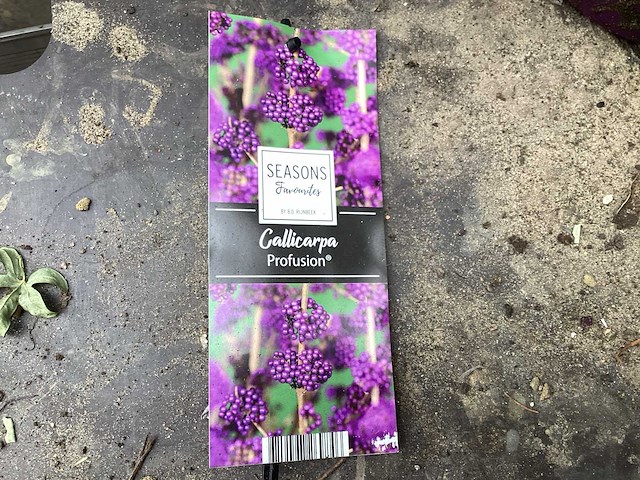 SEASONS
Favourites
BY B.G. RIJNBEEK
Callicarpa
Profusion®